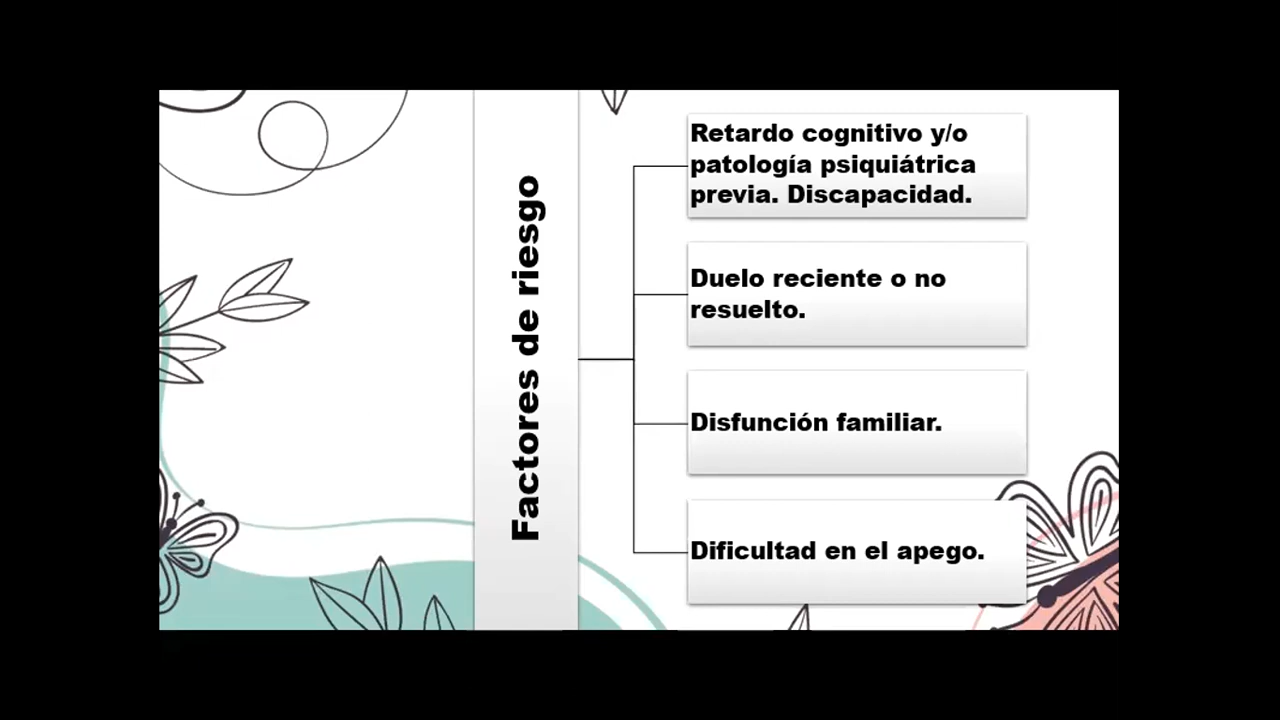 Factores de riesgo
Retardo cognitivo y/o
patología psiquiátrica
previa. Discapacidad.
Duelo reciente o no
resuelto.
Disfunción familiar.
Dificultad en el apego.